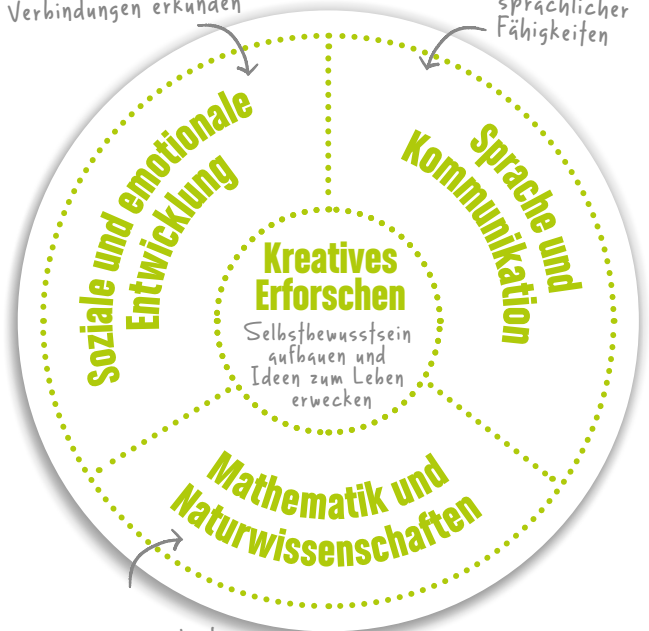 Verbindungen erkunden
sprachlicher
Fähigkeiten
Soziale und emotionale
Entwicklung
Sprache und
Kommunikation
Kreatives
Erforschen
Selbstbewusstsein
aufbauen und
Ideen zum Leben
erwecken
Mathematik und
Naturwissenschaften